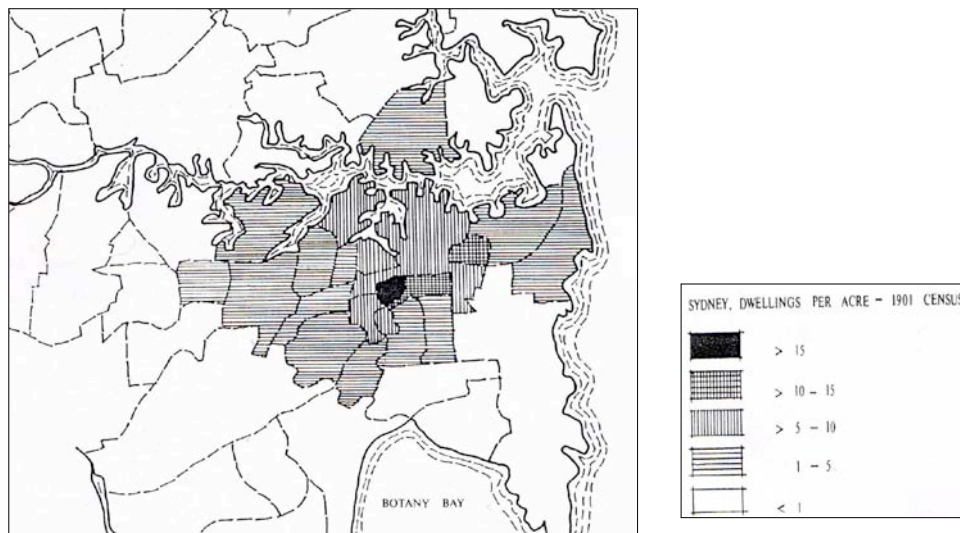 BOTANY BAY
SYDNEY, DWELLINGS PER ACRE - 1901 CENSUS
> 15
> 10 - 15
> 5 - 10
1 - 5
< 1